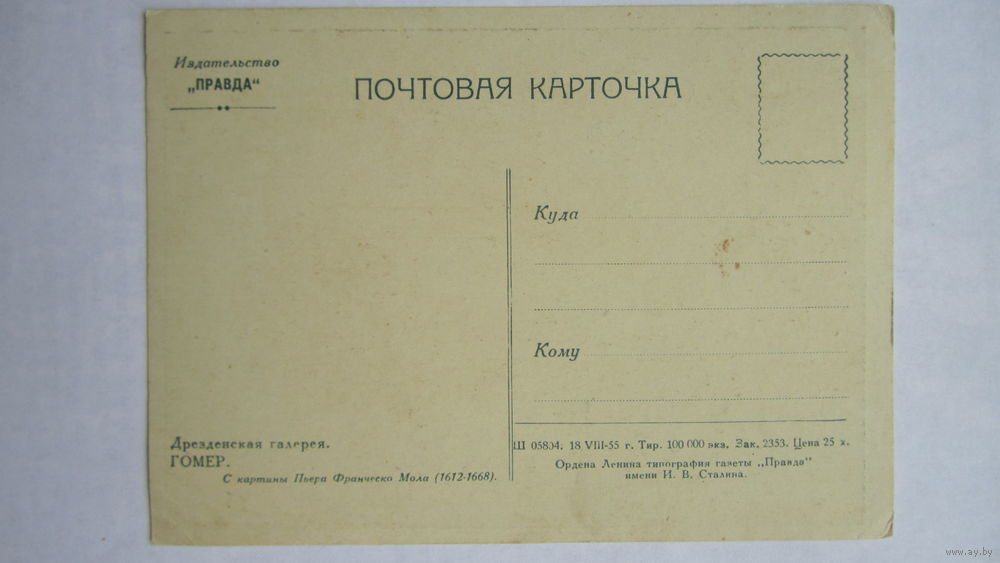 Издательство
„ПРАВДА“
ПОЧТОВАЯ КАРТОЧКА
Куда
Кому
Дрезденская галерея.
ГОМЕР.
С картины Пьера Франческо Мола (1612-1668).
Ш 05804. 18 VIII-55 г. Тир. 100 000 экз. Зак. 2353. Цена 25 к.
Ордена Ленина типография газеты „Правда“
имени И. В. Сталина.
www.ay.by